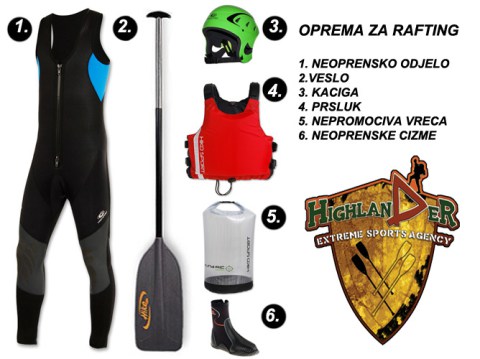 1.
2.
3.
OPREMA ZA RAFTING
1. NEOPRENSKO ODJELO
2.VESLO
3. KACIGA
4. PRSLUK
5. NEPROMOCIVA VRECA
6. NEOPRENSKE CIZME
4.
5.
6.
HIKO
HIGHLANDER
EXTREME SPORTS AGENCY